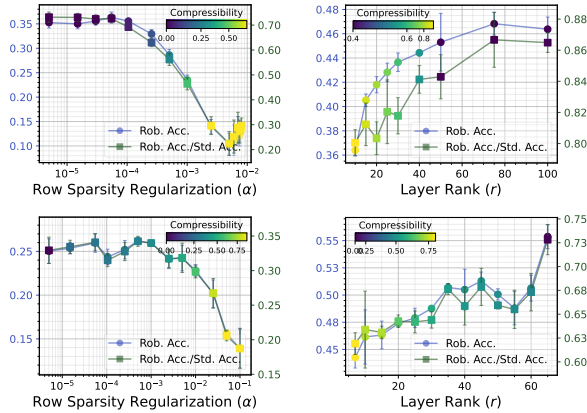 Compressibility
0.00 0.25 0.50
0.35
0.30
0.25
0.20
0.15
0.10
0.70
0.60
0.50
0.40
0.30
0.20
Rob. Acc.
Rob. Acc./Std. Acc.
10⁻⁵ 10⁻⁴ 10⁻³ 10⁻²
Row Sparsity Regularization (α)
Compressibility
0.4 0.6 0.8
0.48
0.46
0.44
0.42
0.40
0.38
0.36
0.88
0.86
0.84
0.82
0.80
Rob. Acc.
Rob. Acc./Std. Acc.
20 40 60 80 100
Layer Rank (r)
Compressibility
0.00 0.25 0.50 0.75
0.25
0.20
0.15
0.35
0.30
0.25
0.20
0.15
Rob. Acc.
Rob. Acc./Std. Acc.
10⁻⁵ 10⁻⁴ 10⁻³ 10⁻² 10⁻¹
Row Sparsity Regularization (α)
Compressibility
0.00 0.25 0.50 0.75
0.55
0.53
0.50
0.48
0.45
0.75
0.73
0.70
0.68
0.65
0.63
0.60
Rob. Acc.
Rob. Acc./Std. Acc.
20 40 60
Layer Rank (r)